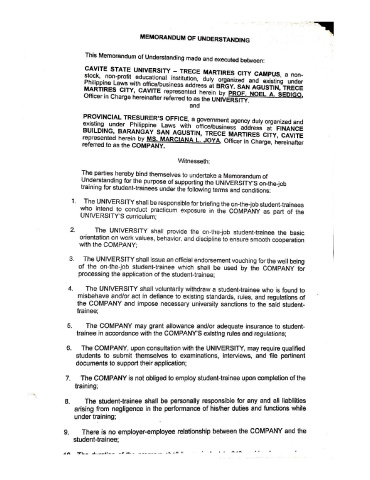 MEMORANDUM OF UNDERSTANDING
This Memorandum of Understanding made and executed between:
CAVITE STATE UNIVERSITY – TRECE MARTIRES CITY CAMPUS, a non-
stock, non-profit educational institution, duly organized and existing under
Philippine Laws with office/business address at BRGY. SAN AGUSTIN, TRECE
MARTIRES CITY, CAVITE represented herein by PROF. NOEL A. SEDIGO,
Officer in Charge hereinafter referred to as the UNIVERSITY.
and
PROVINCIAL TRESURER'S OFFICE, a government agency duly organized and
existing under Philippine Laws with office/business address at FINANCE
BUILDING, BARANGAY SAN AGUSTIN, TRECE MARTIRES CITY, CAVITE
represented herein by MS. MARCIANA L. JOYA, Officer in Charge, hereinafter
referred to as the COMPANY.
Witnesseth:
The parties hereby bind themselves to undertake a Memorandum of
Understanding for the purpose of supporting the UNIVERSITY'S on-the-job
training for student-trainees under the following terms and conditions:
1. The UNIVERSITY shall be responsible for briefing the on-the-job student-trainees
who intend to conduct practicum exposure in the COMPANY as part of the
UNIVERSITY'S curriculum;
2. The UNIVERSITY shall provide the on-the-job student-trainee the basic
orientation on work values, behavior, and discipline to ensure smooth cooperation
with the COMPANY;
3. The UNIVERSITY shall issue an official endorsement vouching for the well being
of the on-the-job student-trainee which shall be used by the COMPANY for
processing the application of the student-trainee;
4. The UNIVERSITY shall voluntarily withdraw a student-trainee who is found to
misbehave and/or act in defiance to existing standards, rules, and regulations of
the COMPANY and impose necessary university sanctions to the said student-
trainee;
5. The COMPANY may grant allowance and/or adequate insurance to student-
trainee in accordance with the COMPANY'S existing rules and regulations;
6. The COMPANY, upon consultation with the UNIVERSITY, may require qualified
students to submit themselves to examinations, interviews, and file pertinent
documents to support their application;
7. The COMPANY is not obliged to employ student-trainee upon completion of the
training;
8. The student-trainee shall be personally responsible for any and all liabilities
arising from negligence in the performance of his/her duties and functions while
under training;
9. There is no employer-employee relationship between the COMPANY and the
student-trainee;